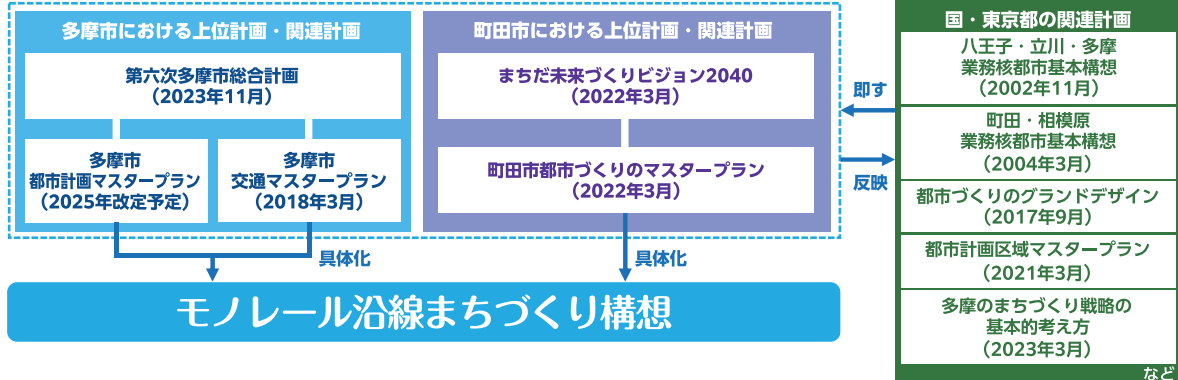 多摩市における上位計画・関連計画
第六次多摩市総合計画
（2023年11月）
多摩市
都市計画マスタープラン
（2025年改定予定）
多摩市
交通マスタープラン
（2018年3月）
町田市における上位計画・関連計画
まちだ未来づくりビジョン2040
（2022年3月）
町田市都市づくりのマスタープラン
（2022年3月）
具体化
具体化
モノレール沿線まちづくり構想
即す
反映
国・東京都の関連計画
八王子・立川・多摩
業務核都市基本構想
（2002年11月）
町田・相模原
業務核都市基本構想
（2004年3月）
都市づくりのグランドデザイン
（2017年9月）
都市計画区域マスタープラン
（2021年3月）
多摩のまちづくり戦略の
基本的考え方
（2023年3月）
など